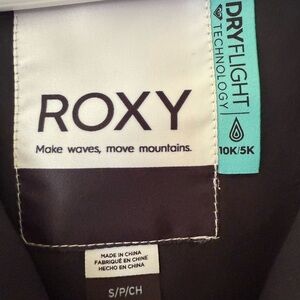 ROXY
Make waves, move mountains.
DRYFLIGHT
TECHNOLOGY
10K/5K
MADE IN CHINA
FABRIQUÉ EN CHINE
HECHO EN CHINA
S/P/CH